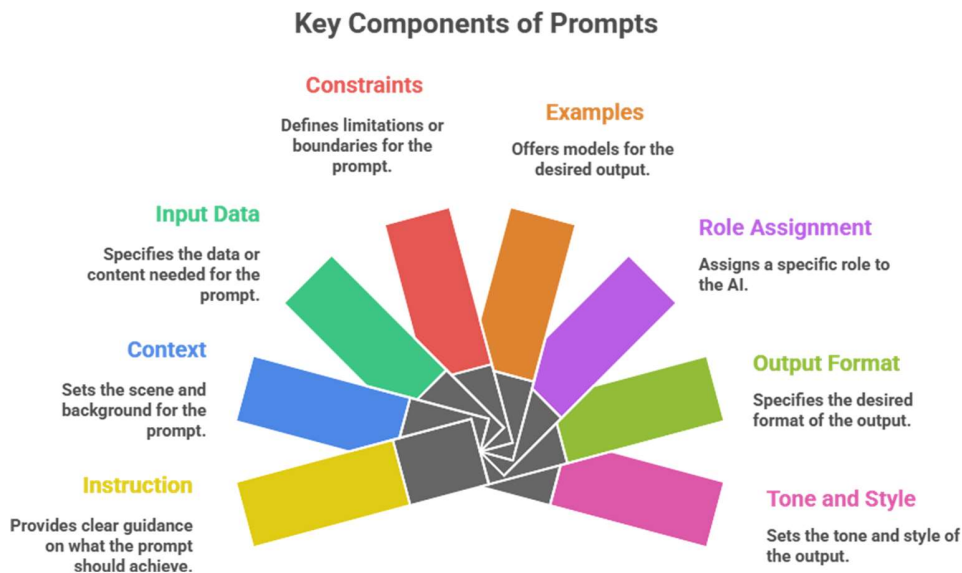 Key Components of Prompts
Constraints
Defines limitations or
boundaries for the
prompt.
Examples
Offers models for the
desired output.
Input Data
Specifies the data or
content needed for the
prompt.
Role Assignment
Assigns a specific role to
the AI.
Context
Sets the scene and
background for the
prompt.
Output Format
Specifies the desired
format of the output.
Instruction
Provides clear guidance
on what the prompt
should achieve.
Tone and Style
Sets the tone and style of
the output.